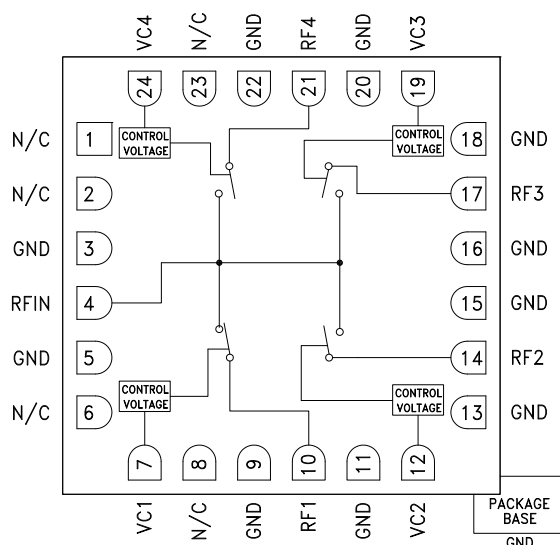 VC4 N/C GND RF4 GND VC3
24 23 22 21 20 19
N/C 1 CONTROL VOLTAGE CONTROL VOLTAGE 18 GND
N/C 2 17 RF3
GND 3 16 GND
RFIN 4 15 GND
GND 5 14 RF2
N/C 6 CONTROL VOLTAGE CONTROL VOLTAGE 13 GND
7 8 9 10 11 12
VC1 N/C GND RF1 GND VC2
PACKAGE
BASE
GND